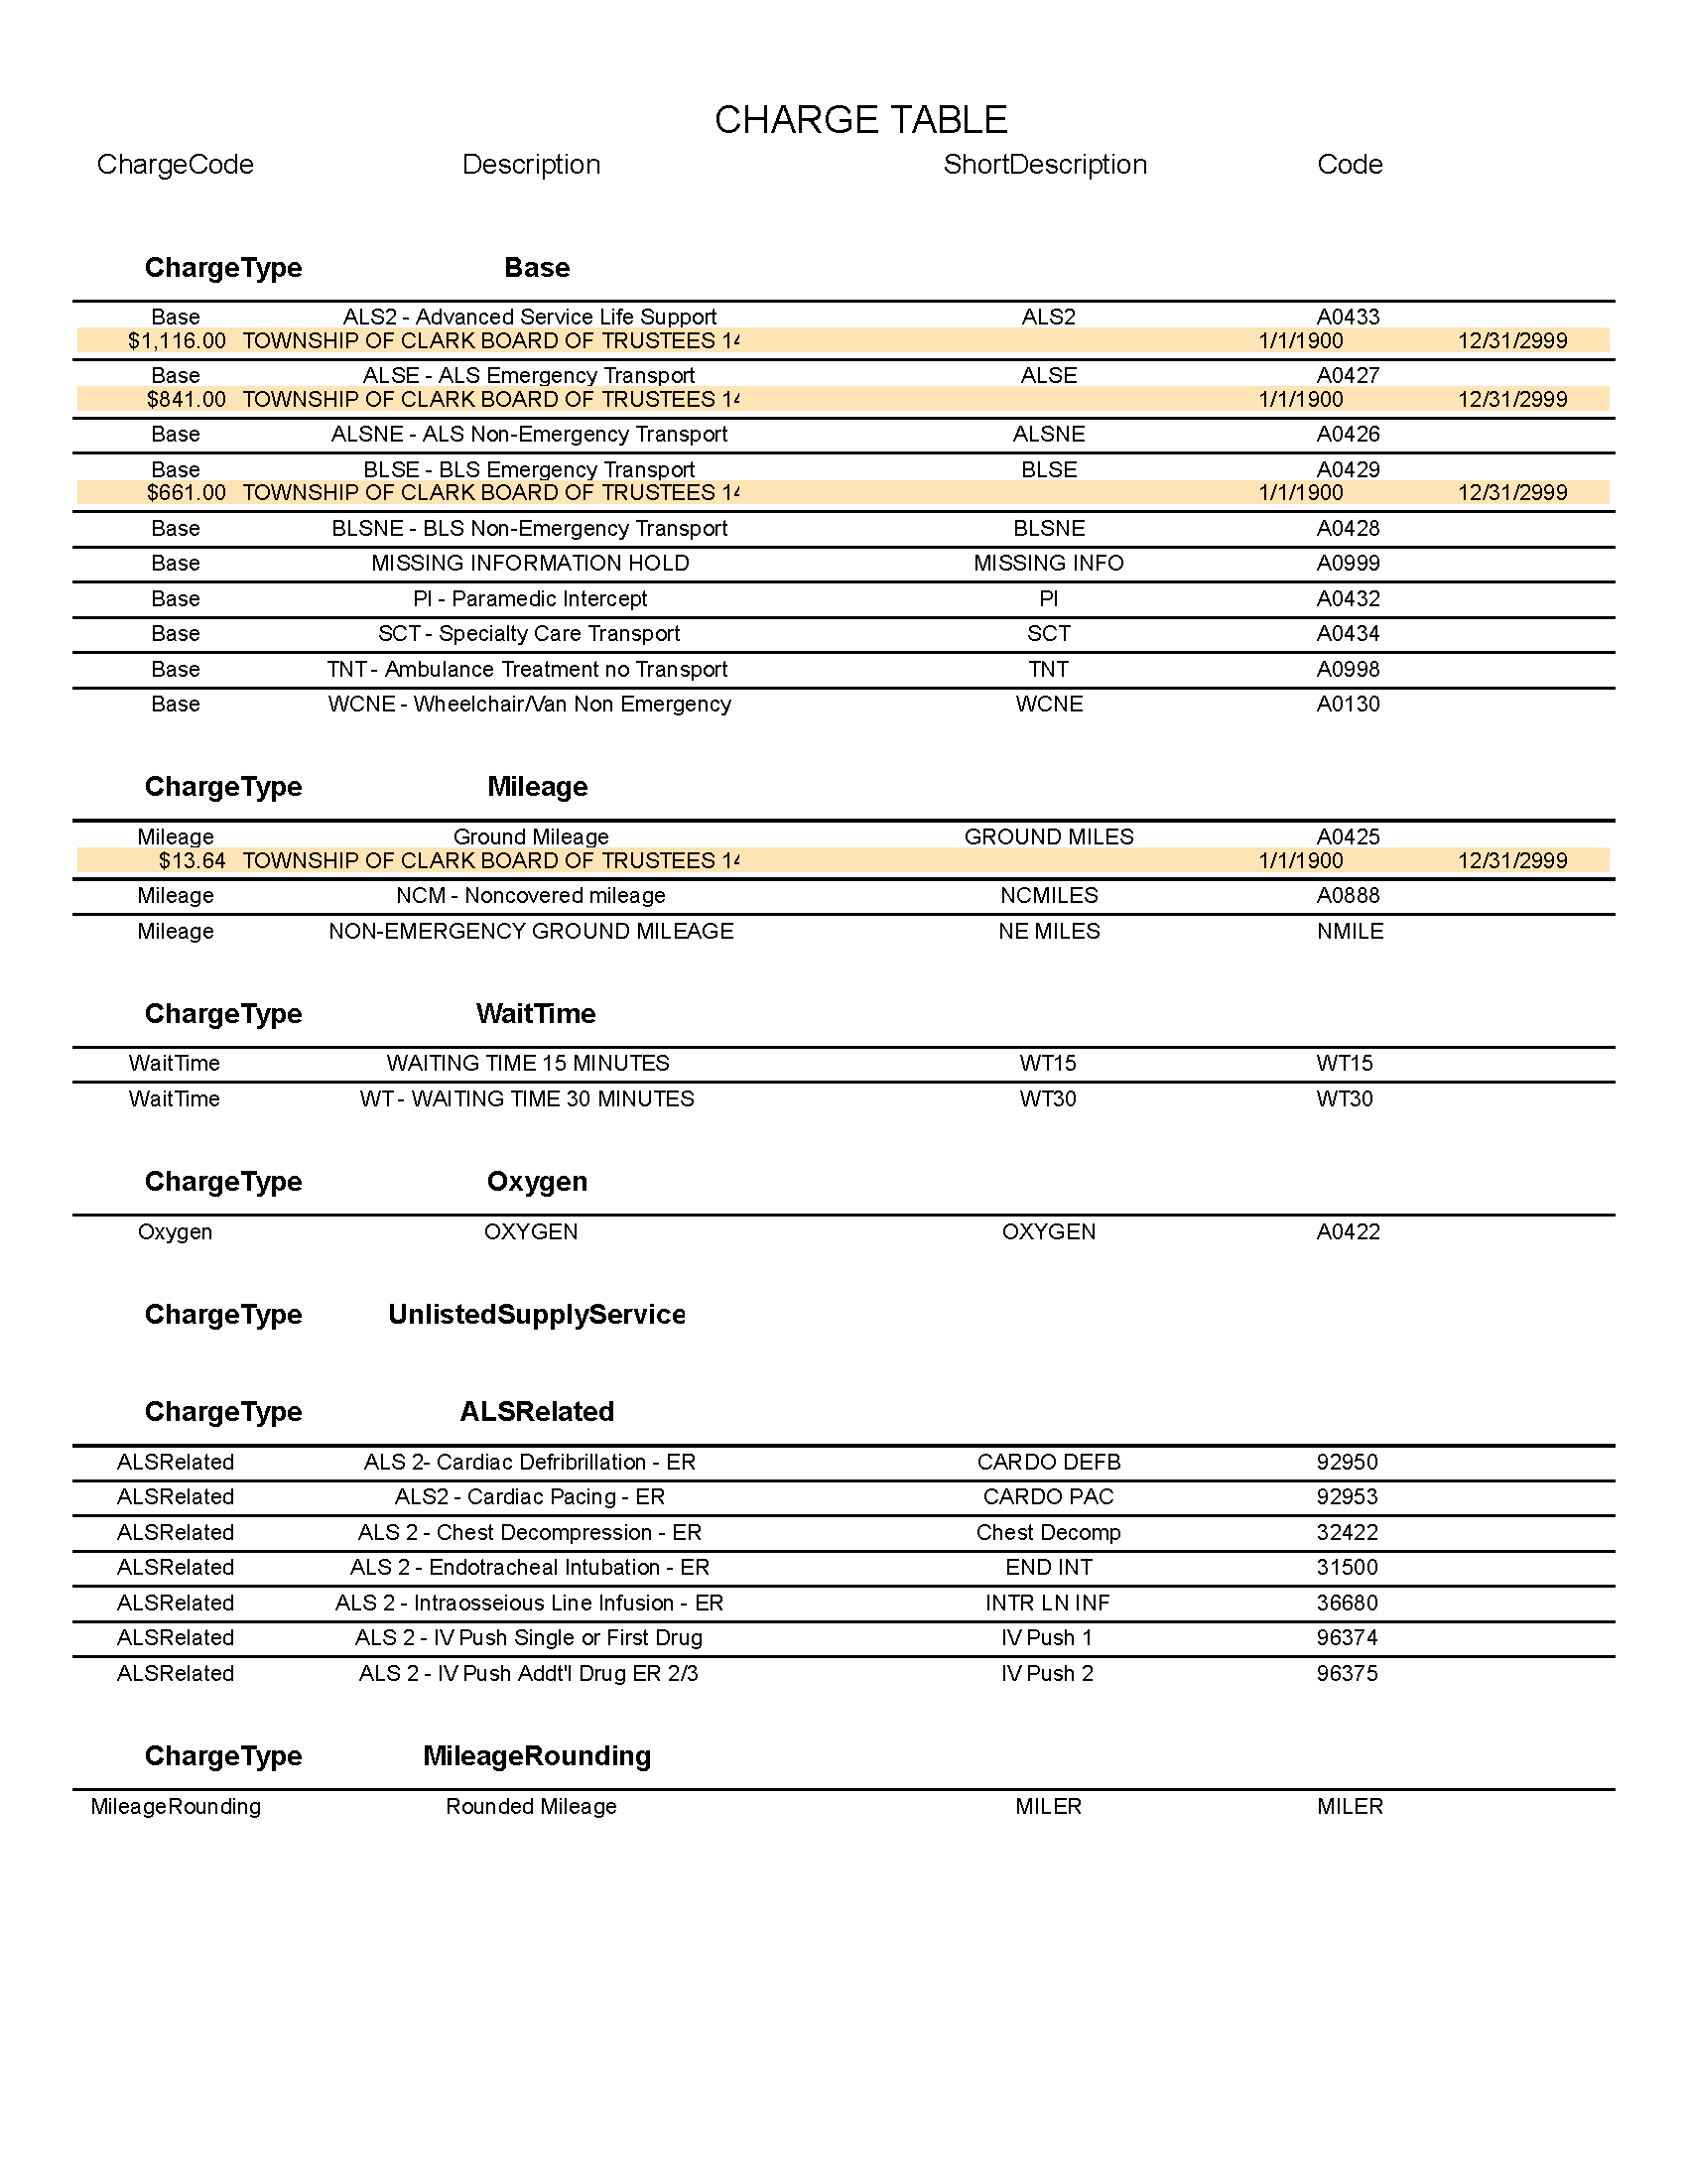 CHARGE TABLE
ChargeCode Description ShortDescription Code
ChargeType Base
Base ALS2 - Advanced Service Life Support ALS2 A0433
$1,116.00 TOWNSHIP OF CLARK BOARD OF TRUSTEES 1/1/1900 12/31/2999
Base ALSE - ALS Emergency Transport ALSE A0427
$841.00 TOWNSHIP OF CLARK BOARD OF TRUSTEES 1/1/1900 12/31/2999
Base ALSNE - ALS Non-Emergency Transport ALSNE A0426
Base BLSE - BLS Emergency Transport BLSE A0429
$661.00 TOWNSHIP OF CLARK BOARD OF TRUSTEES 1/1/1900 12/31/2999
Base BLSNE - BLS Non-Emergency Transport BLSNE A0428
Base MISSING INFORMATION HOLD MISSING INFO A0999
Base PI - Paramedic Intercept PI A0432
Base SCT - Specialty Care Transport SCT A0434
Base TNT - Ambulance Treatment no Transport TNT A0998
Base WCNE - Wheelchair/Van Non Emergency WCNE A0130
ChargeType Mileage
Mileage Ground Mileage GROUND MILES A0425
$13.64 TOWNSHIP OF CLARK BOARD OF TRUSTEES 1/1/1900 12/31/2999
Mileage NCM - Noncovered mileage NCMILES A0888
Mileage NON-EMERGENCY GROUND MILEAGE NE MILES NMILE
ChargeType WaitTime
WaitTime WAITING TIME 15 MINUTES WT15 WT15
WaitTime WT - WAITING TIME 30 MINUTES WT30 WT30
ChargeType Oxygen
Oxygen OXYGEN OXYGEN A0422
ChargeType UnlistedSupplyService
ChargeType ALSRelated
ALSRelated ALS 2- Cardiac Defribrillation - ER CARDO DEFB 92950
ALSRelated ALS2 - Cardiac Pacing - ER CARDO PAC 92953
ALSRelated ALS 2 - Chest Decompression - ER Chest Decomp 32422
ALSRelated ALS 2 - Endotracheal Intubation - ER END INT 31500
ALSRelated ALS 2 - Intraosseious Line Infusion - ER INTR LN INF 36680
ALSRelated ALS 2 - IV Push Single or First Drug IV Push 1 96374
ALSRelated ALS 2 - IV Push Addt'l Drug ER 2/3 IV Push 2 96375
ChargeType MileageRounding
MileageRounding Rounded Mileage MILER MILER